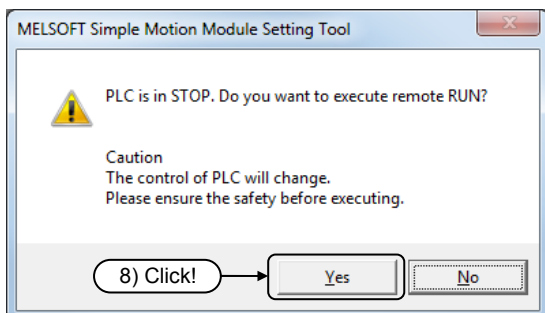 MELSOFT Simple Motion Module Setting Tool
PLC is in STOP. Do you want to execute remote RUN?
Caution
The control of PLC will change.
Please ensure the safety before executing.
8) Click!
Yes
No